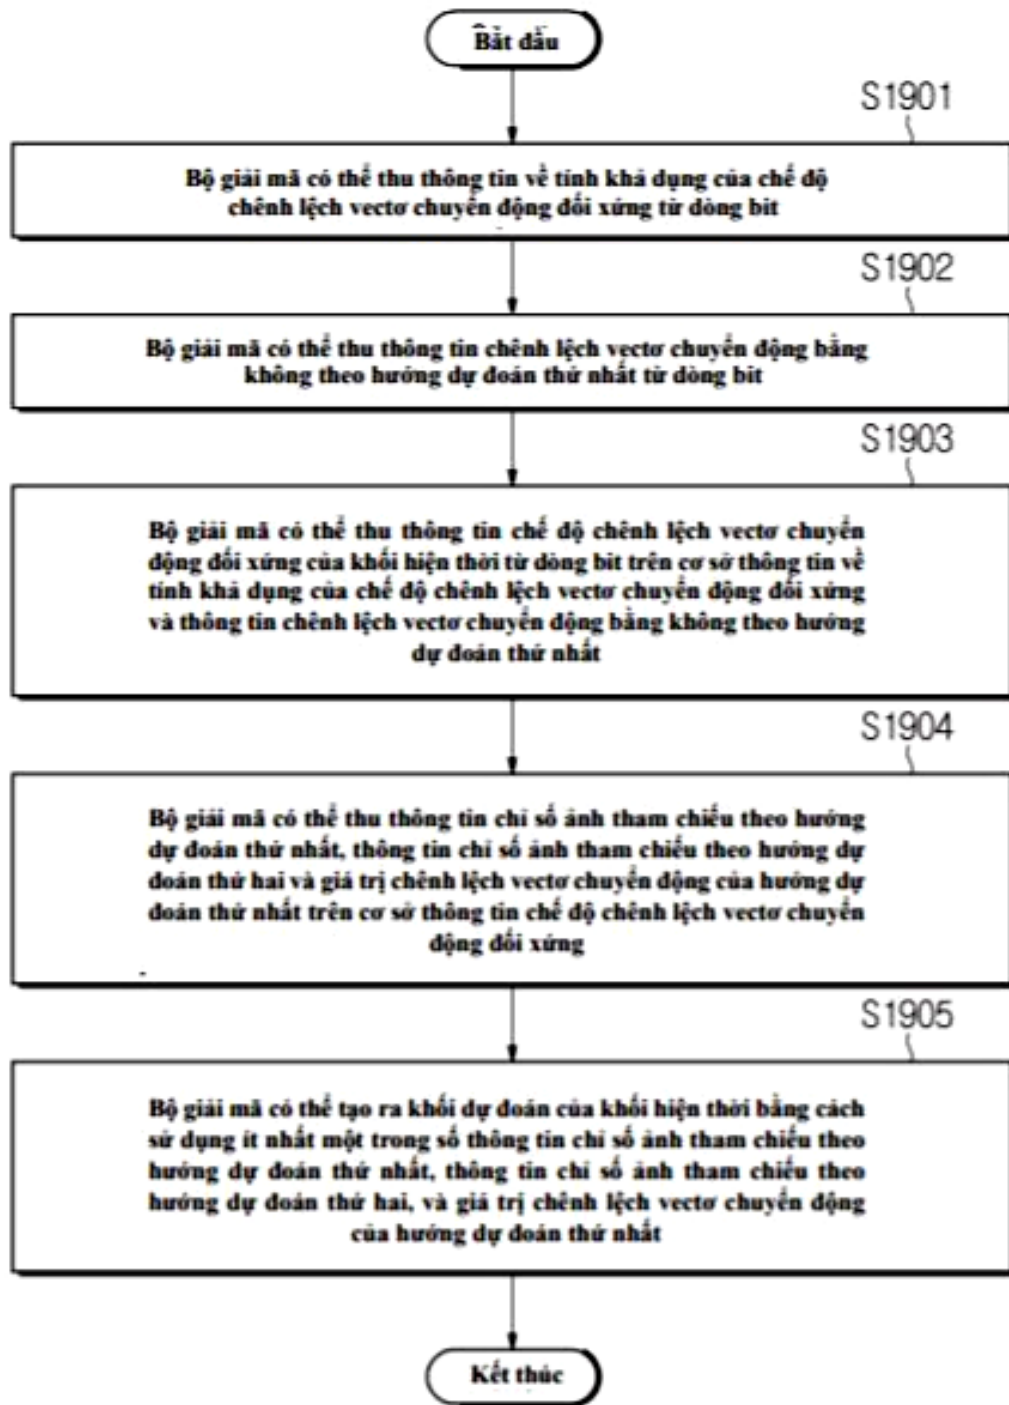 Bắt đầu
S1901
Bộ giải mã có thể thu thông tin về tính khả dụng của chế độ
chênh lệch vectơ chuyển động đối xứng từ dòng bit
S1902
Bộ giải mã có thể thu thông tin chênh lệch vectơ chuyển động bằng
không theo hướng dự đoán thứ nhất từ dòng bit
S1903
Bộ giải mã có thể thu thông tin chế độ chênh lệch vectơ chuyển
động đối xứng của khối hiện thời từ dòng bit trên cơ sở thông tin về
tính khả dụng của chế độ chênh lệch vectơ chuyển động đối xứng
và thông tin chênh lệch vectơ chuyển động bằng không theo hướng
dự đoán thứ nhất
S1904
Bộ giải mã có thể thu thông tin chỉ số ảnh tham chiếu theo hướng
dự đoán thứ nhất, thông tin chỉ số ảnh tham chiếu theo hướng dự
đoán thứ hai và giá trị chênh lệch vectơ chuyển động của hướng dự
đoán thứ nhất trên cơ sở thông tin chế độ chênh lệch vectơ chuyển
động đối xứng
S1905
Bộ giải mã có thể tạo ra khối dự đoán của khối hiện thời bằng cách
sử dụng ít nhất một trong số thông tin chỉ số ảnh tham chiếu theo
hướng dự đoán thứ nhất, thông tin chỉ số ảnh tham chiếu theo
hướng dự đoán thứ hai, và giá trị chênh lệch vectơ chuyển động
của hướng dự đoán thứ nhất
Kết thúc